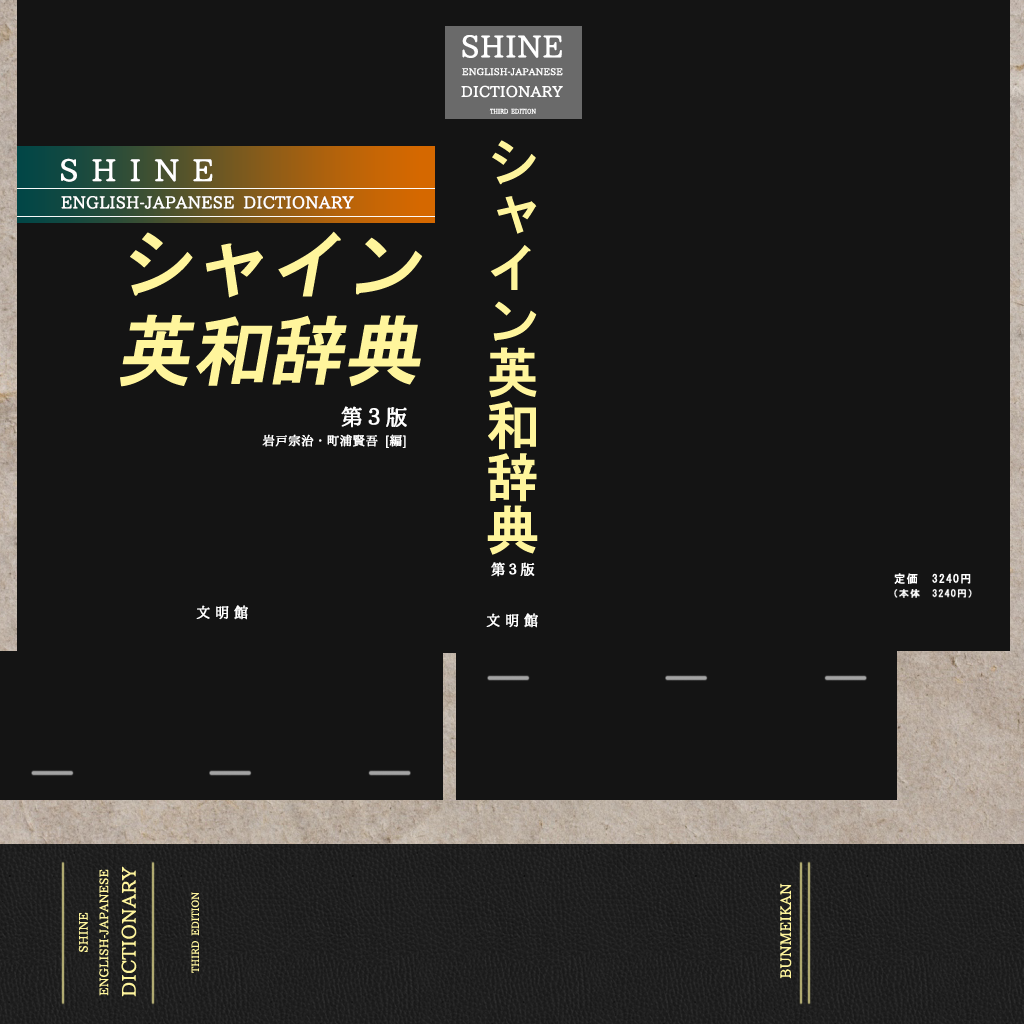 SHINE
ENGLISH-JAPANESE DICTIONARY
シャイン
英和辞典
第3版
岩戸宗治・町浦賢吾 [編]
文明館
SHINE
ENGLISH-JAPANESE
DICTIONARY
THIRD EDITION
シャイン英和辞典
第3版
文明館
定価 3240円
(本体 3240円)
SHINE
ENGLISH-JAPANESE
DICTIONARY
THIRD EDITION
BUNMEIKAN